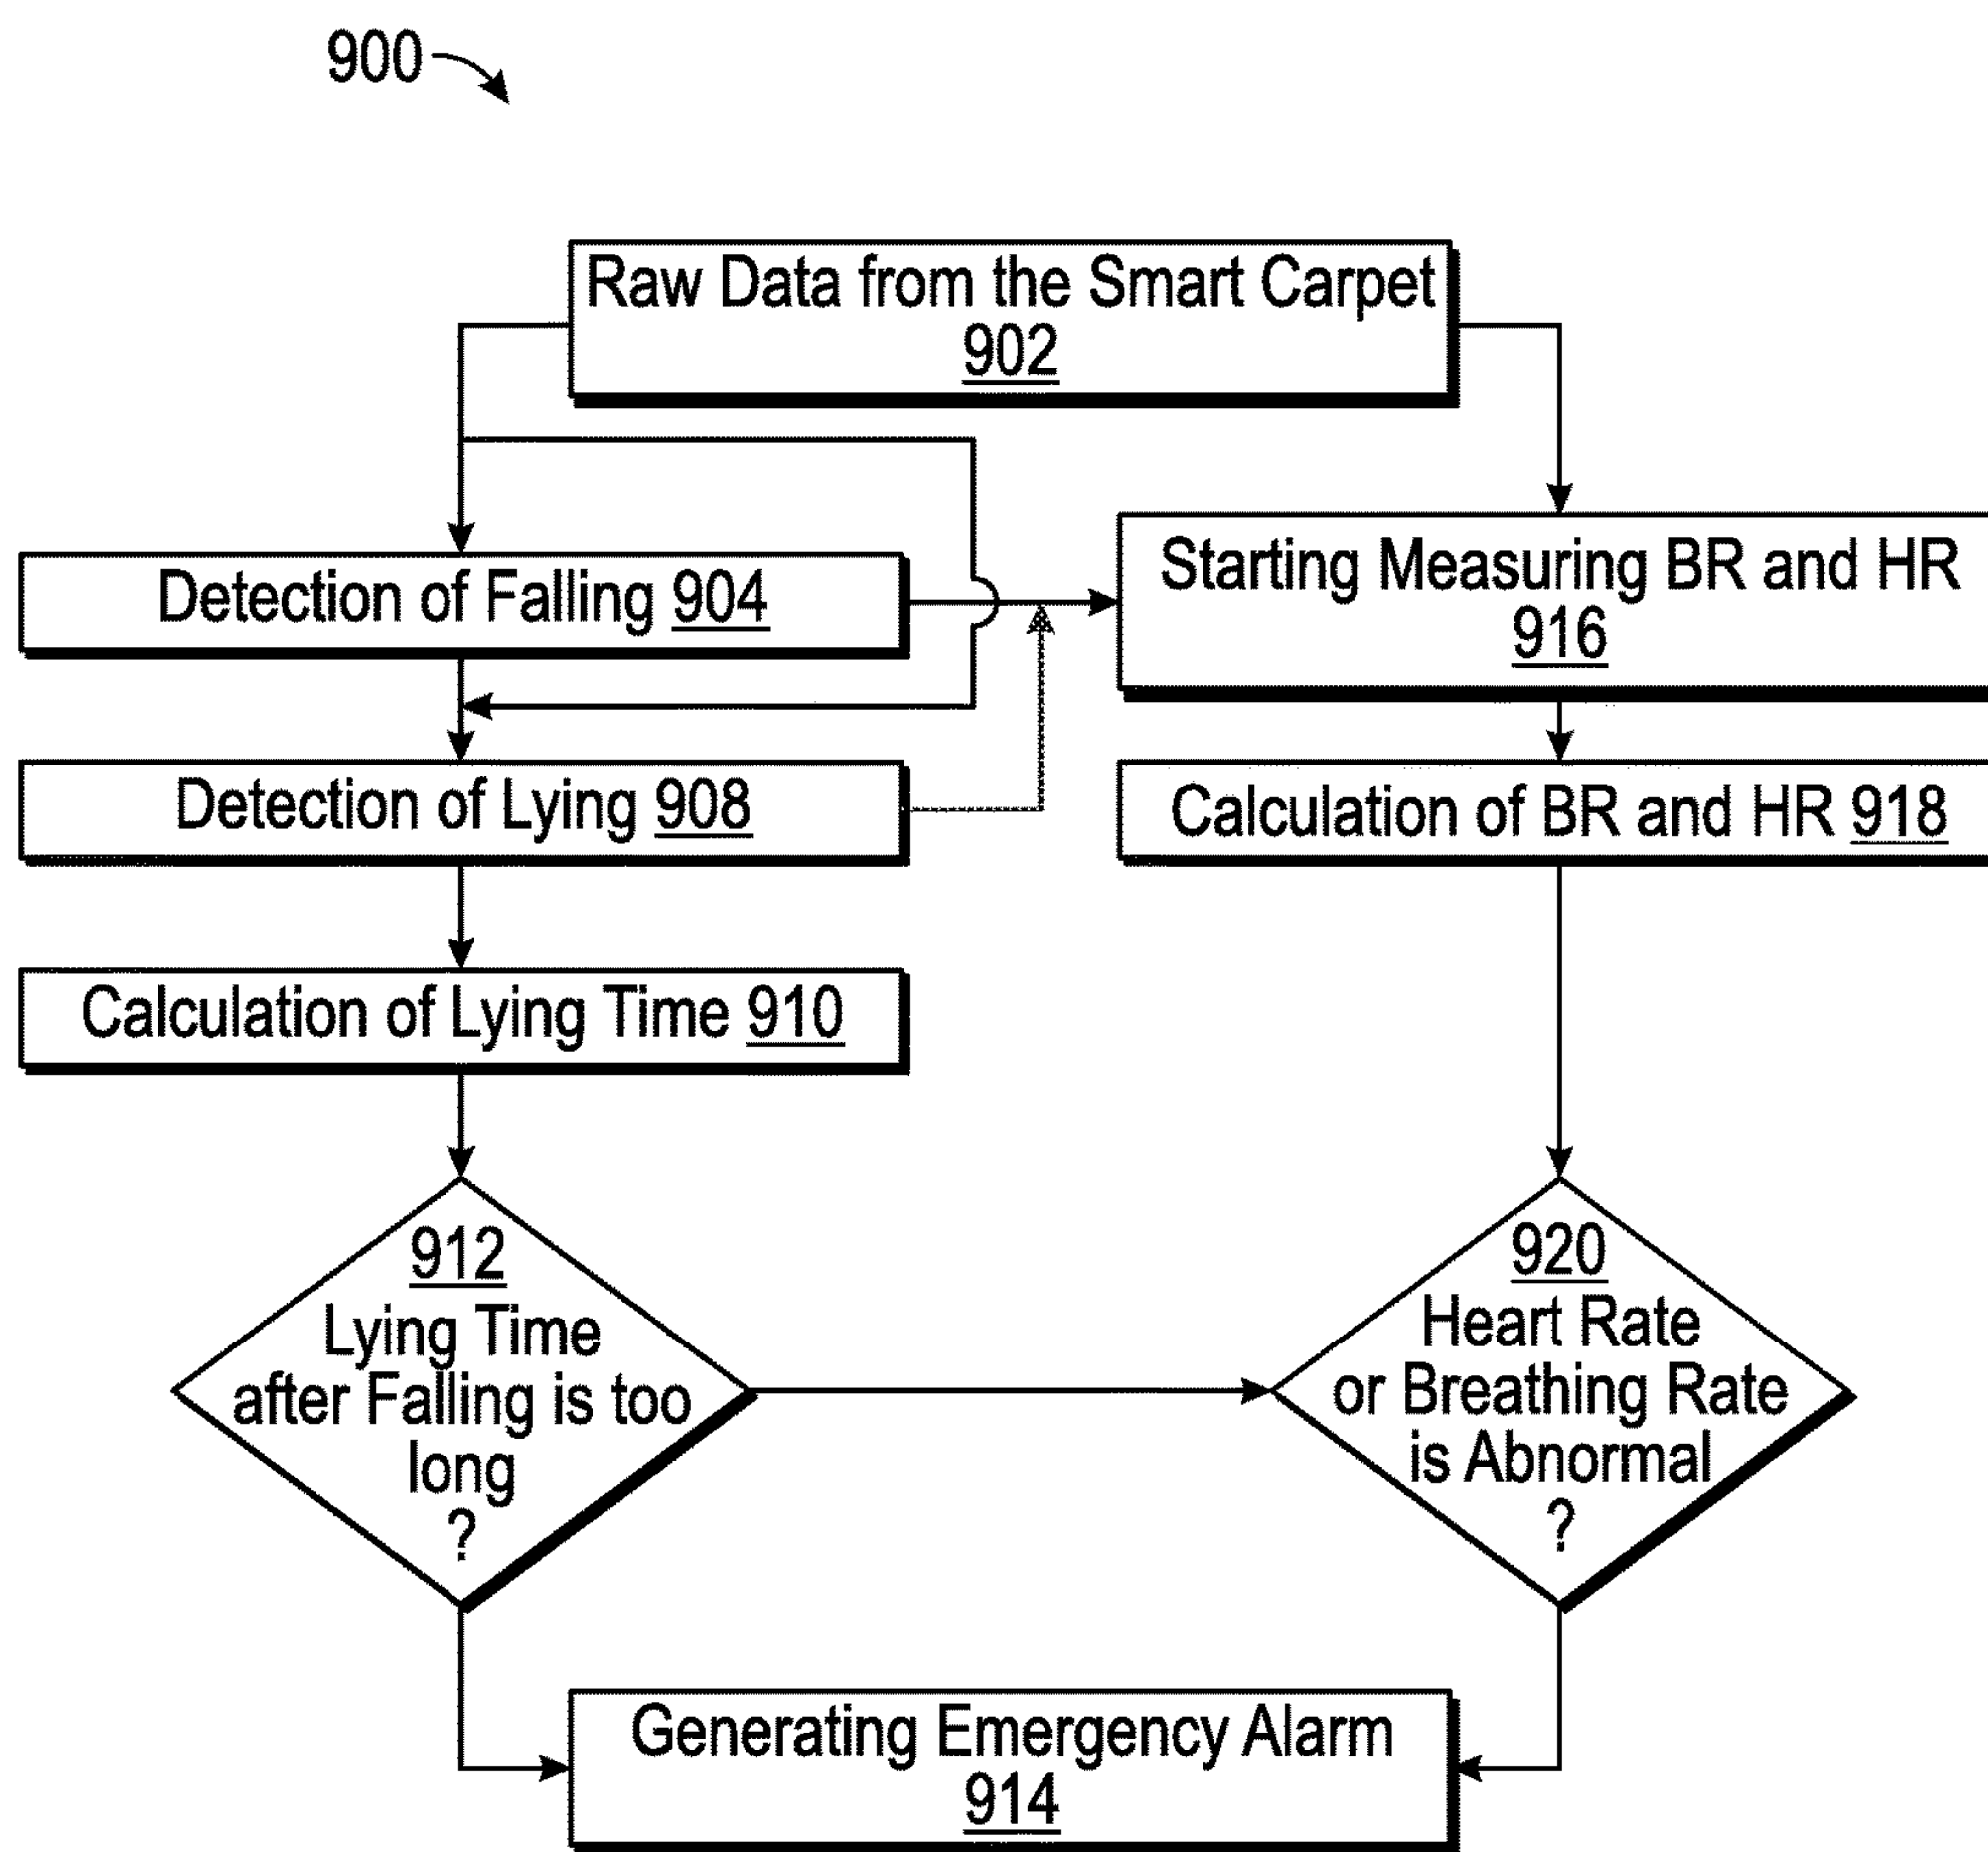 900
Raw Data from the Smart Carpet
902
Detection of Falling 904
Starting Measuring BR and HR
916
Detection of Lying 908
Calculation of BR and HR 918
Calculation of Lying Time 910
912
Lying Time
after Falling is too
long
?
920
Heart Rate
or Breathing Rate
is Abnormal
?
Generating Emergency Alarm
914